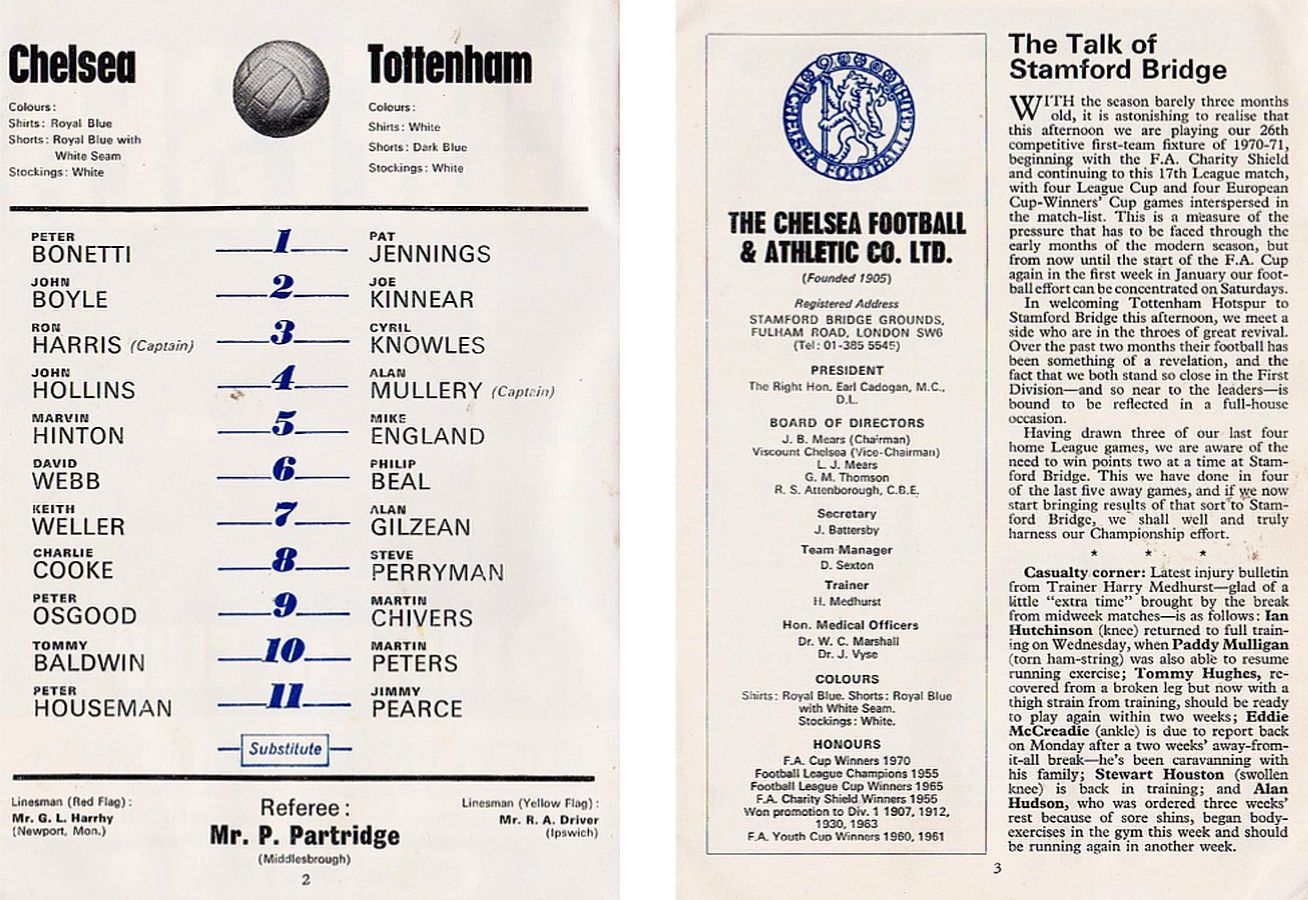 Chelsea
Colours:
Shirts: Royal Blue
Shorts: Royal Blue with
White Seam
Stockings: White
Tottenham
Colours:
Shirts: White
Shorts: Dark Blue
Stockings: White
PETER
BONETTI
1
PAT
JENNINGS
JOHN
BOYLE
2
JOE
KINNEAR
RON
HARRIS (Captain)
3
CYRIL
KNOWLES
JOHN
HOLLINS
4
ALAN
MULLERY (Captain)
MARVIN
HINTON
5
MIKE
ENGLAND
DAVID
WEBB
6
PHILIP
BEAL
KEITH
WELLER
7
ALAN
GILZEAN
CHARLIE
COOKE
8
STEVE
PERRYMAN
PETER
OSGOOD
9
MARTIN
CHIVERS
TOMMY
BALDWIN
10
MARTIN
PETERS
PETER
HOUSEMAN
11
JIMMY
PEARCE
Substitute
Linesman (Red Flag):
Mr. G. L. Harrhy
(Newport, Mon.)
Referee:
Mr. P. Partridge
(Middlesbrough)
Linesman (Yellow Flag):
Mr. R. A. Driver
(Ipswich)
2
CHELSEA FOOTBALL
THE CHELSEA FOOTBALL
& ATHLETIC CO. LTD.
(Founded 1905)
Registered Address
STAMFORD BRIDGE GROUNDS,
FULHAM ROAD, LONDON SW6
(Tel: 01-385 5545)
PRESIDENT
The Right Hon. Earl Cadogan, M.C.,
D.L.
BOARD OF DIRECTORS
J. B. Mears (Chairman)
Viscount Chelsea (Vice-Chairman)
L. J. Mears
G. M. Thomson
R. S. Attenborough, C.B.E.
Secretary
J. Battersby
Team Manager
D. Sexton
Trainer
H. Medhurst
Hon. Medical Officers
Dr. W. C. Marshall
Dr. J. Vyse
COLOURS
Shirts: Royal Blue. Shorts: Royal Blue
with White Seam.
Stockings: White.
HONOURS
F.A. Cup Winners 1970
Football League Champions 1955
Football League Cup Winners 1965
F.A. Charity Shield Winners 1955
Won promotion to Div. 1 1907, 1912,
1930, 1963
F.A. Youth Cup Winners 1960, 1961
The Talk of
Stamford Bridge
WITH the season barely three months
old, it is astonishing to realise that
this afternoon we are playing our 26th
competitive first-team fixture of 1970-71,
beginning with the F.A. Charity Shield
and continuing to this 17th League match,
with four League Cup and four European
Cup-Winners' Cup games interspersed in
the match-list. This is a measure of the
pressure that has to be faced through the
early months of the modern season, but
from now until the start of the F.A. Cup
again in the first week in January our foot-
ball effort can be concentrated on Saturdays.
In welcoming Tottenham Hotspur to
Stamford Bridge this afternoon, we meet a
side who are in the throes of great revival.
Over the past two months their football has
been something of a revelation, and the
fact that we both stand so close in the First
Division—and so near to the leaders—is
bound to be reflected in a full-house
occasion.
Having drawn three of our last four
home League games, we are aware of the
need to win points two at a time at Stam-
ford Bridge. This we have done in four
of the last five away games, and if we now
start bringing results of that sort to Stam-
ford Bridge, we shall well and truly
harness our Championship effort.
* * *
Casualty corner: Latest injury bulletin
from Trainer Harry Medhurst—glad of a
little "extra time" brought by the break
from midweek matches—is as follows: Ian
Hutchinson (knee) returned to full train-
ing on Wednesday, when Paddy Mulligan
(torn ham-string) was also able to resume
running exercise; Tommy Hughes, re-
covered from a broken leg but now with a
thigh strain from training, should be ready
to play again within two weeks; Eddie
McCreadie (ankle) is due to report back
on Monday after a two weeks' away-from-
it-all break—he's been caravanning with
his family; Stewart Houston (swollen
knee) is back in training; and Alan
Hudson, who was ordered three weeks'
rest because of sore shins, began body-
exercises in the gym this week and should
be running again in another week.
3